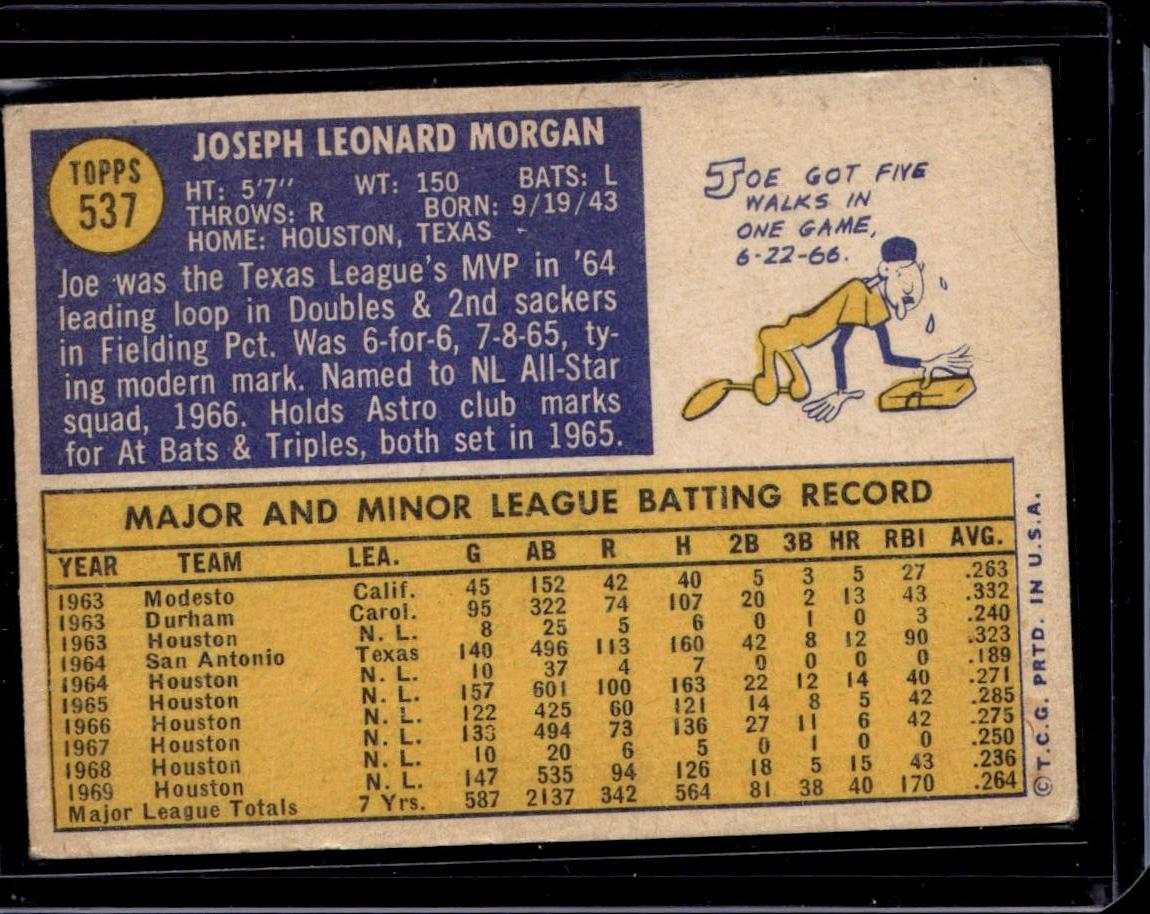 TOPPS
537
JOSEPH LEONARD MORGAN
HT: 5'7" WT: 150 BATS: L
THROWS: R BORN: 9/19/43
HOME: HOUSTON, TEXAS
Joe was the Texas League's MVP in '64
leading loop in Doubles & 2nd sackers
in Fielding Pct. Was 6-for-6, 7-8-65, ty-
ing modern mark. Named to NL All-Star
squad, 1966. Holds Astro club marks
for At Bats & Triples, both set in 1965.
JOE GOT FIVE
WALKS IN
ONE GAME,
6-22-66.
MAJOR AND MINOR LEAGUE BATTING RECORD
YEAR TEAM LEA. G AB R H 2B 3B HR RBI AVG.
1963 Modesto Calif. 45 152 42 40 5 3 5 27 .263
1963 Durham Carol. 95 322 74 107 20 2 13 43 .332
1963 Houston N. L. 8 25 5 6 0 1 0 3 .240
1964 San Antonio Texas 140 496 113 160 42 8 12 90 .323
1964 Houston N. L. 10 37 4 7 0 0 0 0 .189
1965 Houston N. L. 157 601 100 163 22 12 14 40 .271
1966 Houston N. L. 122 425 60 121 14 8 5 42 .285
1967 Houston N. L. 133 494 73 136 27 11 6 42 .275
1968 Houston N. L. 10 20 6 5 0 1 0 0 .250
1969 Houston N. L. 147 535 94 126 18 5 15 43 .236
Major League Totals 7 Yrs. 587 2137 342 564 81 38 40 170 .264
© T.C.G. PRTD. IN U.S.A.